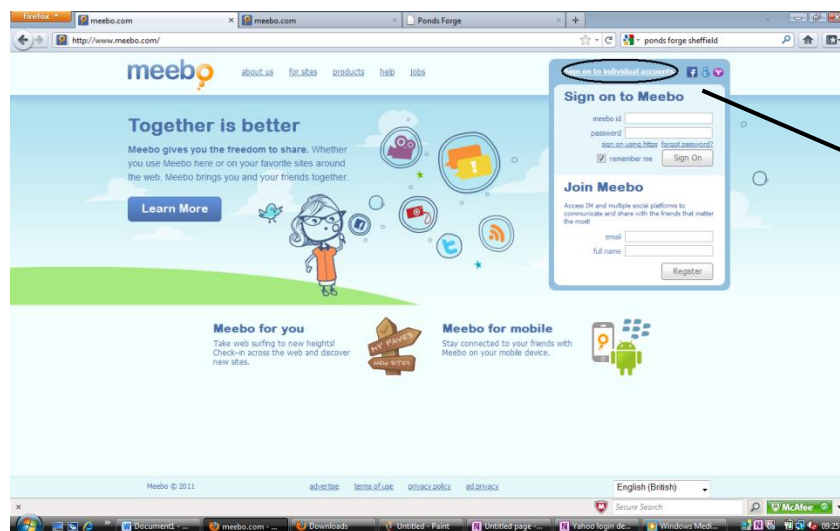 Firefox
meebo.com
meebo.com
Ponds Forge
http://www.meebo.com/
ponds forge sheffield
meebo
about us for sites products help jobs
Sign on to individual accounts
Sign on to Meebo
meebo id
password
sign on using https forgot password?
remember me Sign On
Together is better
Meebo gives you the freedom to share. Whether
you use Meebo here or on your favorite sites around
the web, Meebo brings you and your friends together.
Learn More
Join Meebo
Access IM and multiple social platforms to
communicate and share with the friends that matter
the most!
email
full name
Register
Meebo for you
Take web surfing to new heights!
Check-in across the web and discover
new sites.
MY FAVES
NEW SITES
Meebo for mobile
Stay connected to your friends with
Meebo on your mobile device.
Meebo © 2011
advertise terms of use privacy policy ad privacy
English (British)
Secure Search
McAfee
Document1 - ...
meebo.com - ...
Downloads
Untitled - Paint
Untitled page - ...
Yahoo login de...
Windows Medi...